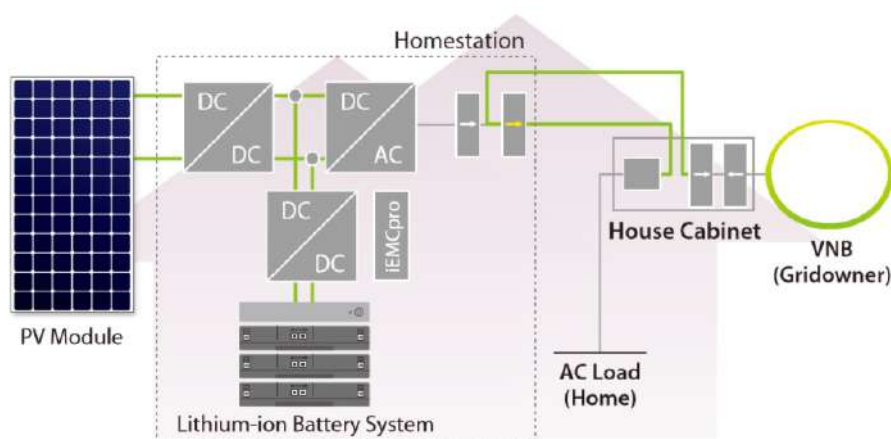 Homestation
DC
DC
DC
AC
DC
DC
iEMCpro
PV Module
Lithium-ion Battery System
House Cabinet
VNB
(Gridowner)
AC Load
(Home)